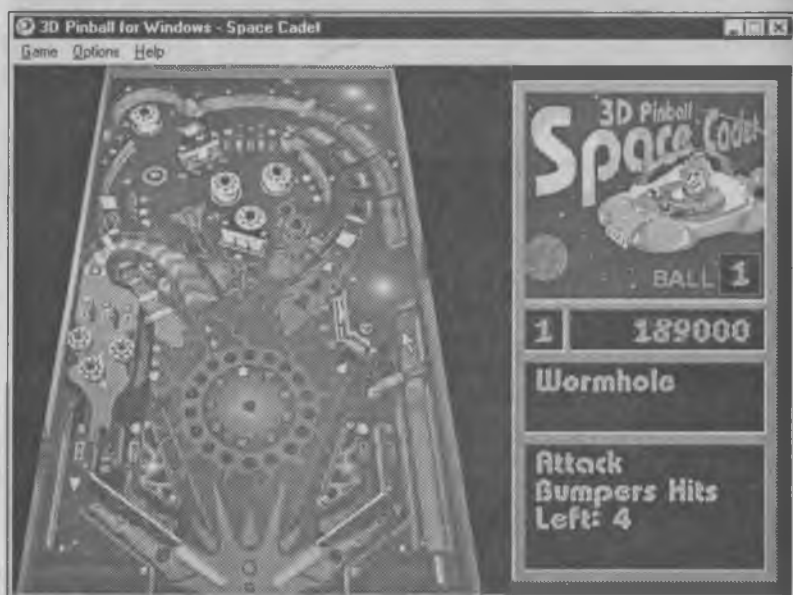 3D Pinball for Windows - Space Cadet
Game Options Help
3D Pinball
Space Cadet
BALL 1
1 189000
Wormhole
Attack
Bumpers Hits
Left: 4